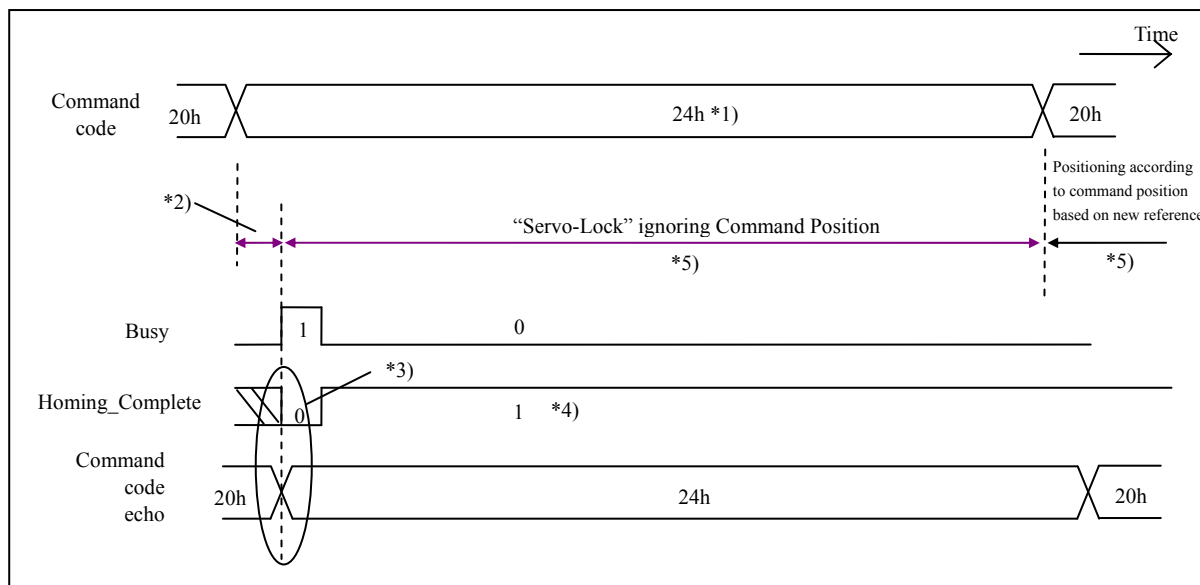 Time
Command
code
20h
24h *1)
20h
Positioning according
to command position
based on new reference
*2)
“Servo-Lock” ignoring Command Position
*5)
*5)
Busy
1
0
*3)
Homing_Complete
0
1 *4)
Command
code
echo
20h
24h
20h